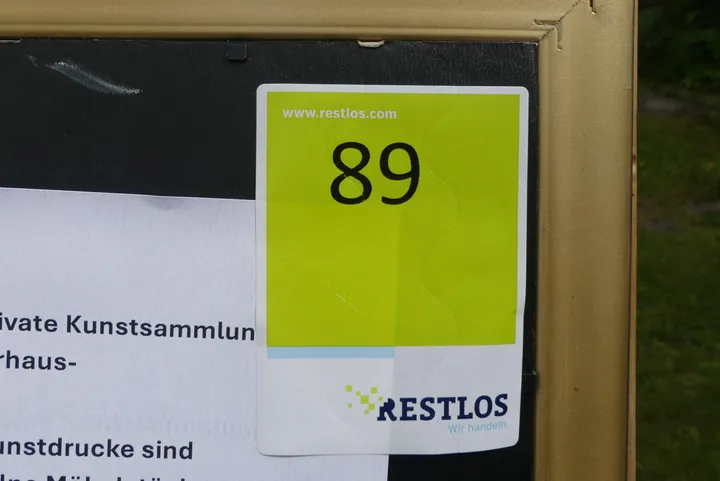 www.restlos.com
89
RESTLOS
Wir handeln.
ivate Kunstsammlun
rhaus-
unstdrucke sind